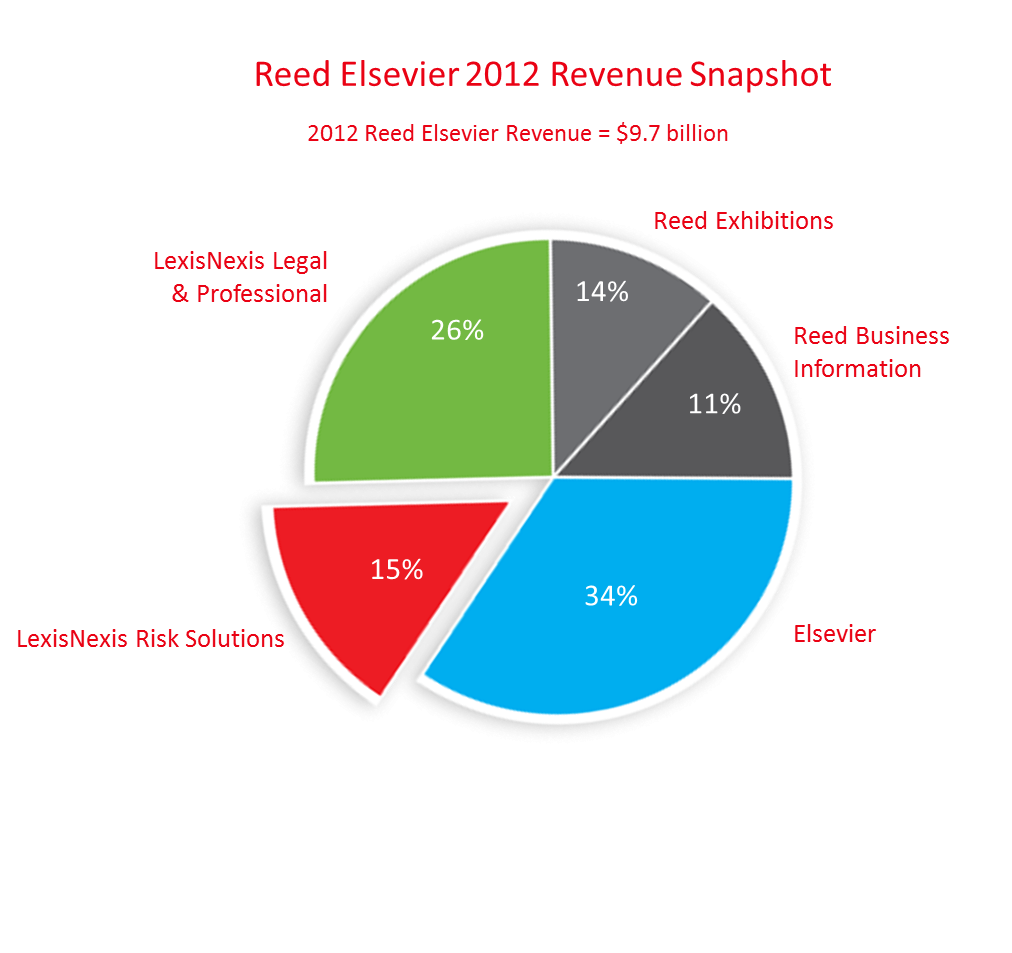 Reed Elsevier 2012 Revenue Snapshot
2012 Reed Elsevier Revenue = $9.7 billion
Reed Exhibitions
LexisNexis Legal
& Professional
14%
26%
Reed Business
Information
11%
15%
34%
LexisNexis Risk Solutions
Elsevier